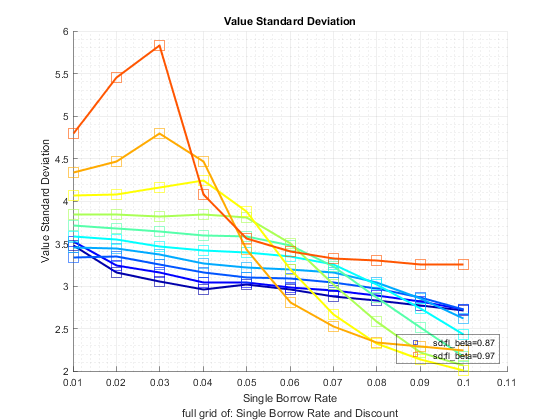 Value Standard Deviation
6
5.5
5
4.5
4
3.5
3
2.5
2
Value Standard Deviation
0.01 0.02 0.03 0.04 0.05 0.06 0.07 0.08 0.09 0.1 0.11
sd;fl_beta=0.87
sd;fl_beta=0.97
Single Borrow Rate
full grid of: Single Borrow Rate and Discount